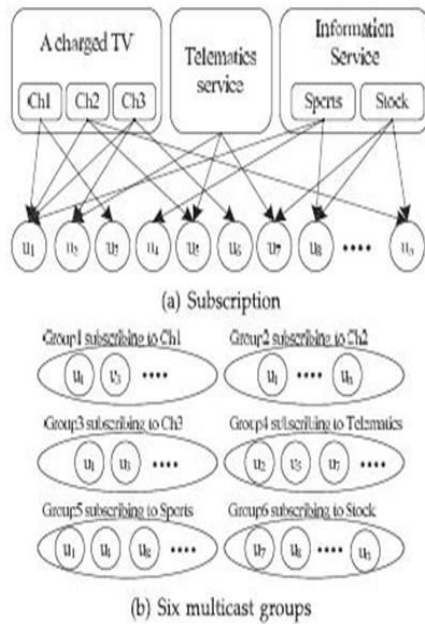 A charged TV
Telematics service
Information Service
Ch1 Ch2 Ch3
Sports Stock
u1 u2 u3 u4 u5 u6 u7 u8 ••••
(a) Subscription
Group1 subscribing to Ch1
Group2 subscribing to Ch2
u1 u3 ••••
u1 •••• un
Group3 subscribing to Ch3
Group4 subscribing to Telematics
u1 u3 ••••
u2 u5 u7 ••••
Group5 subscribing to Sports
Group6 subscribing to Stock
u1 u4 u8 ••••
u7 u8 •••• un
(b) Six multicast groups